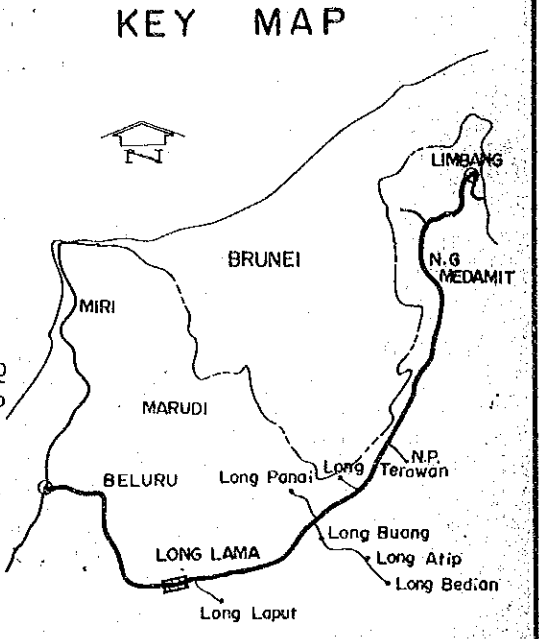 KEY MAP
N
LIMBANG
BRUNEI
N.G
MEDAMIT
MIRI
MARUDI
BELURU
Long Panai
Long
N.P.
Terawan
Long Buang
LONG LAMA
Long Atip
Long Bedian
Long Laput